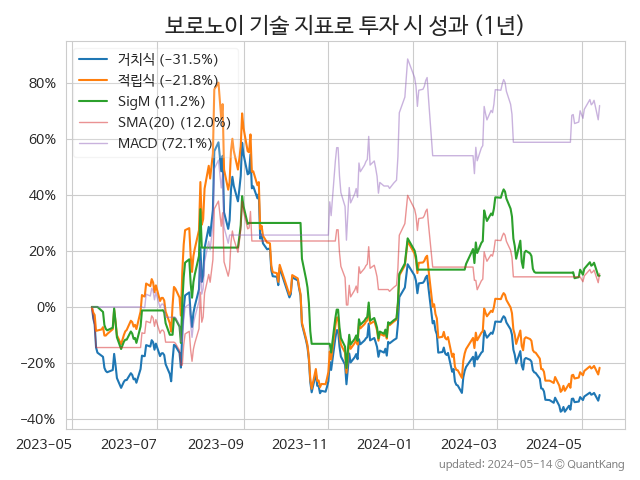 보로노이 기술 지표로 투자 시 성과 (1년)
거치식 (−31.5%)
적립식 (−21.8%)
SigM (11.2%)
SMA(20) (12.0%)
MACD (72.1%)
80%
60%
40%
20%
0%
−20%
−40%
2023−05 2023−07 2023−09 2023−11 2024−01 2024−03 2024−05
updated: 2024-05-14 ⓒ QuantKang